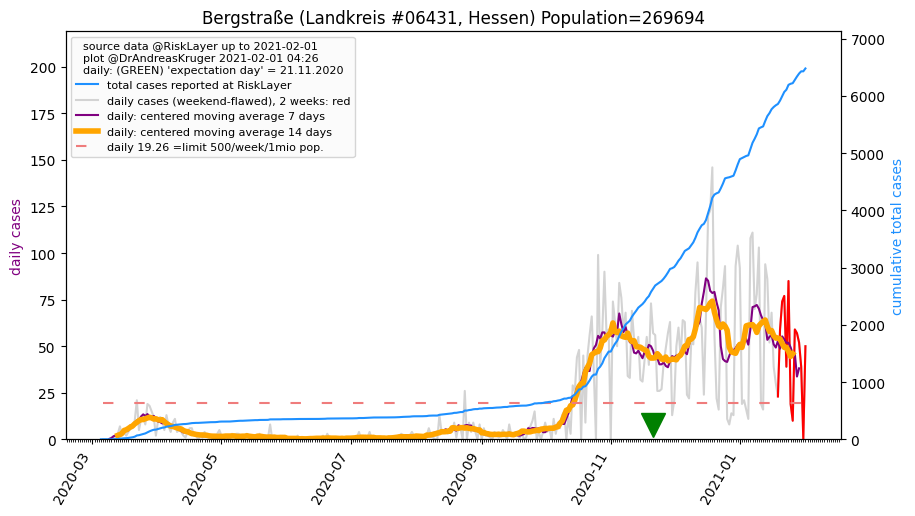 Bergstraße (Landkreis #06431, Hessen) Population=269694
source data @RiskLayer up to 2021-02-01
plot @DrAndreasKruger 2021-02-01 04:26
daily: (GREEN) 'expectation day' = 21.11.2020
total cases reported at RiskLayer
daily cases (weekend-flawed), 2 weeks: red
daily: centered moving average 7 days
daily: centered moving average 14 days
daily 19.26 =limit 500/week/1mio pop.
daily cases
200
175
150
125
100
75
50
25
0
7000
6000
5000
4000
3000
2000
1000
0
cumulative total cases
2020-03
2020-05
2020-07
2020-09
2020-11
2021-01